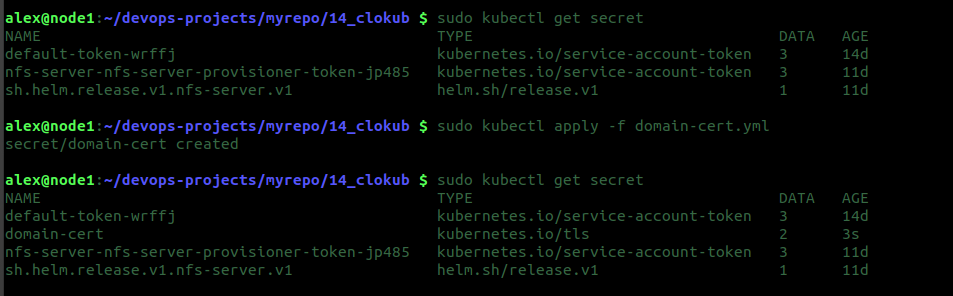 alex@node1:~/devops-projects/myrepo/14_clokub $ sudo kubectl get secret
NAME TYPE DATA AGE
default-token-wrffj kubernetes.io/service-account-token 3 14d
nfs-server-nfs-server-provisioner-token-jp485 kubernetes.io/service-account-token 3 11d
sh.helm.release.v1.nfs-server.v1 helm.sh/release.v1 1 11d
alex@node1:~/devops-projects/myrepo/14_clokub $ sudo kubectl apply -f domain-cert.yml
secret/domain-cert created
alex@node1:~/devops-projects/myrepo/14_clokub $ sudo kubectl get secret
NAME TYPE DATA AGE
default-token-wrffj kubernetes.io/service-account-token 3 14d
domain-cert kubernetes.io/tls 2 3s
nfs-server-nfs-server-provisioner-token-jp485 kubernetes.io/service-account-token 3 11d
sh.helm.release.v1.nfs-server.v1 helm.sh/release.v1 1 11d